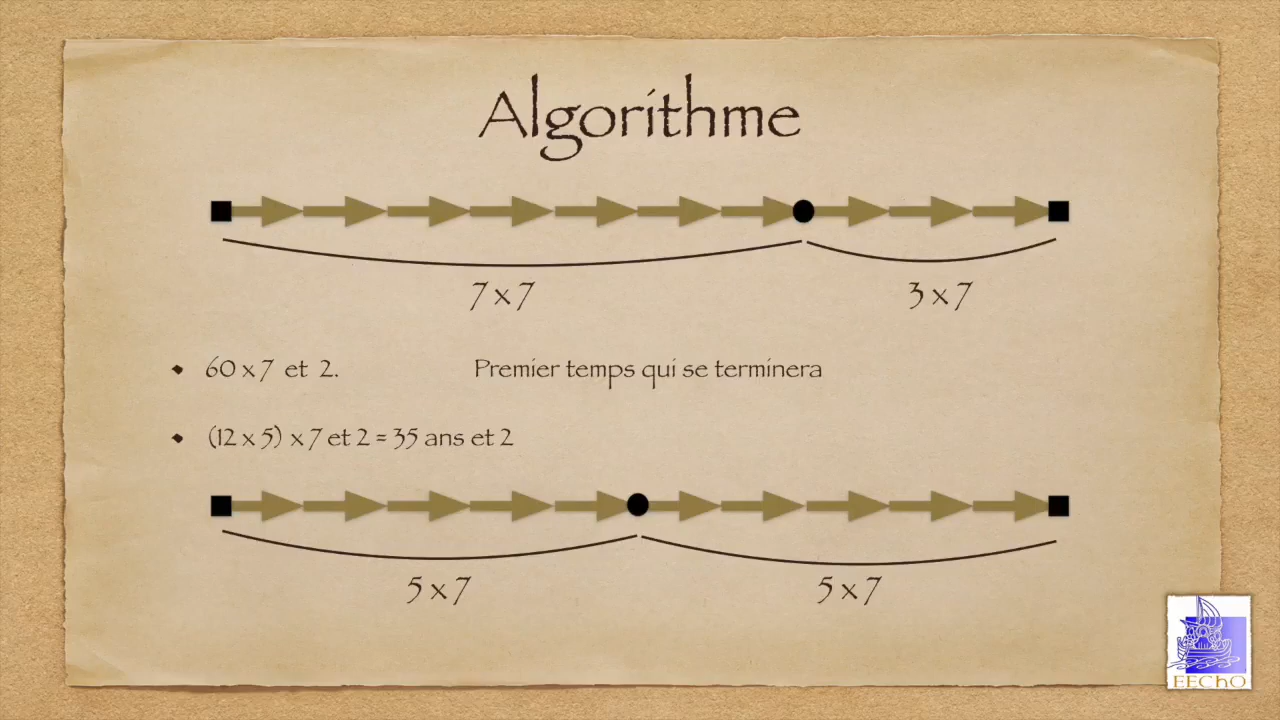 Algorithme
7 x 7
3 x 7
• 60 x 7 et 2. Premier temps qui se terminera
• (12 x 5) x 7 et 2 = 35 ans et 2
5 x 7
5 x 7
EEChO